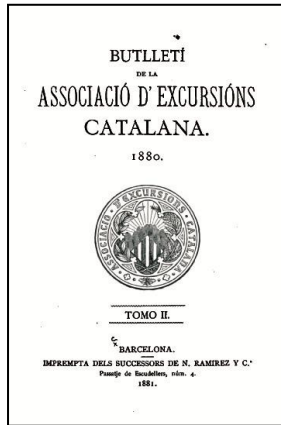 BUTLLETÍ
DE LA
ASSOCIACIÓ D' EXCURSIÓNS
CATALANA.
1880.
ASSOCIACIÓ D'EXCURSIONS CATALANA
TOMO II.
BARCELONA.
IMPREMPTA DELS SUCCESSORS DE N. RAMIREZ Y C.ª
Passatje de Escudellers, núm. 4.
1881.